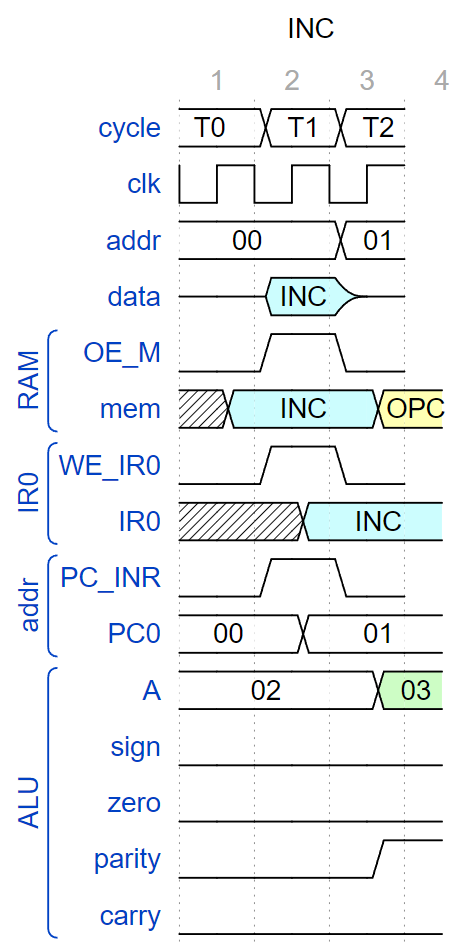 INC
1 2 3 4
cycle T0 T1 T2
clk
addr 00 01
data INC
RAM
OE_M
mem INC OPC
IR0
WE_IR0
IR0 INC
addr
PC_INR
PC0 00 01
ALU
A 02 03
sign
zero
parity
carry